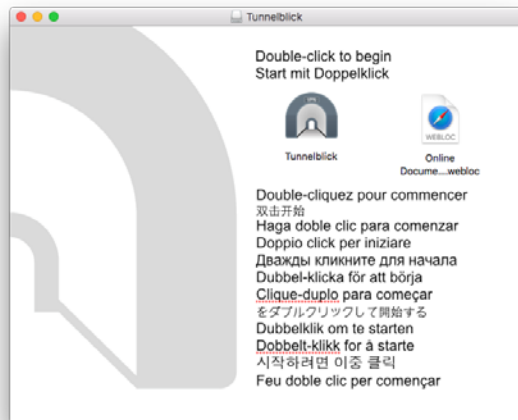 Tunnelblick
Double-click to begin
Start mit Doppelklick
Tunnelblick
WEBLOC
Online
Docume....webloc
Double-cliquez pour commencer
双击开始
Haga doble clic para comenzar
Doppio click per iniziare
Дважды кликните для начала
Dubbel-klicka för att börja
Clique-duplo para começar
をダブルクリックして開始する
Dubbelklik om te starten
Dobbelt-klikk for å starte
시작하려면 이중 클릭
Feu doble clic per començar